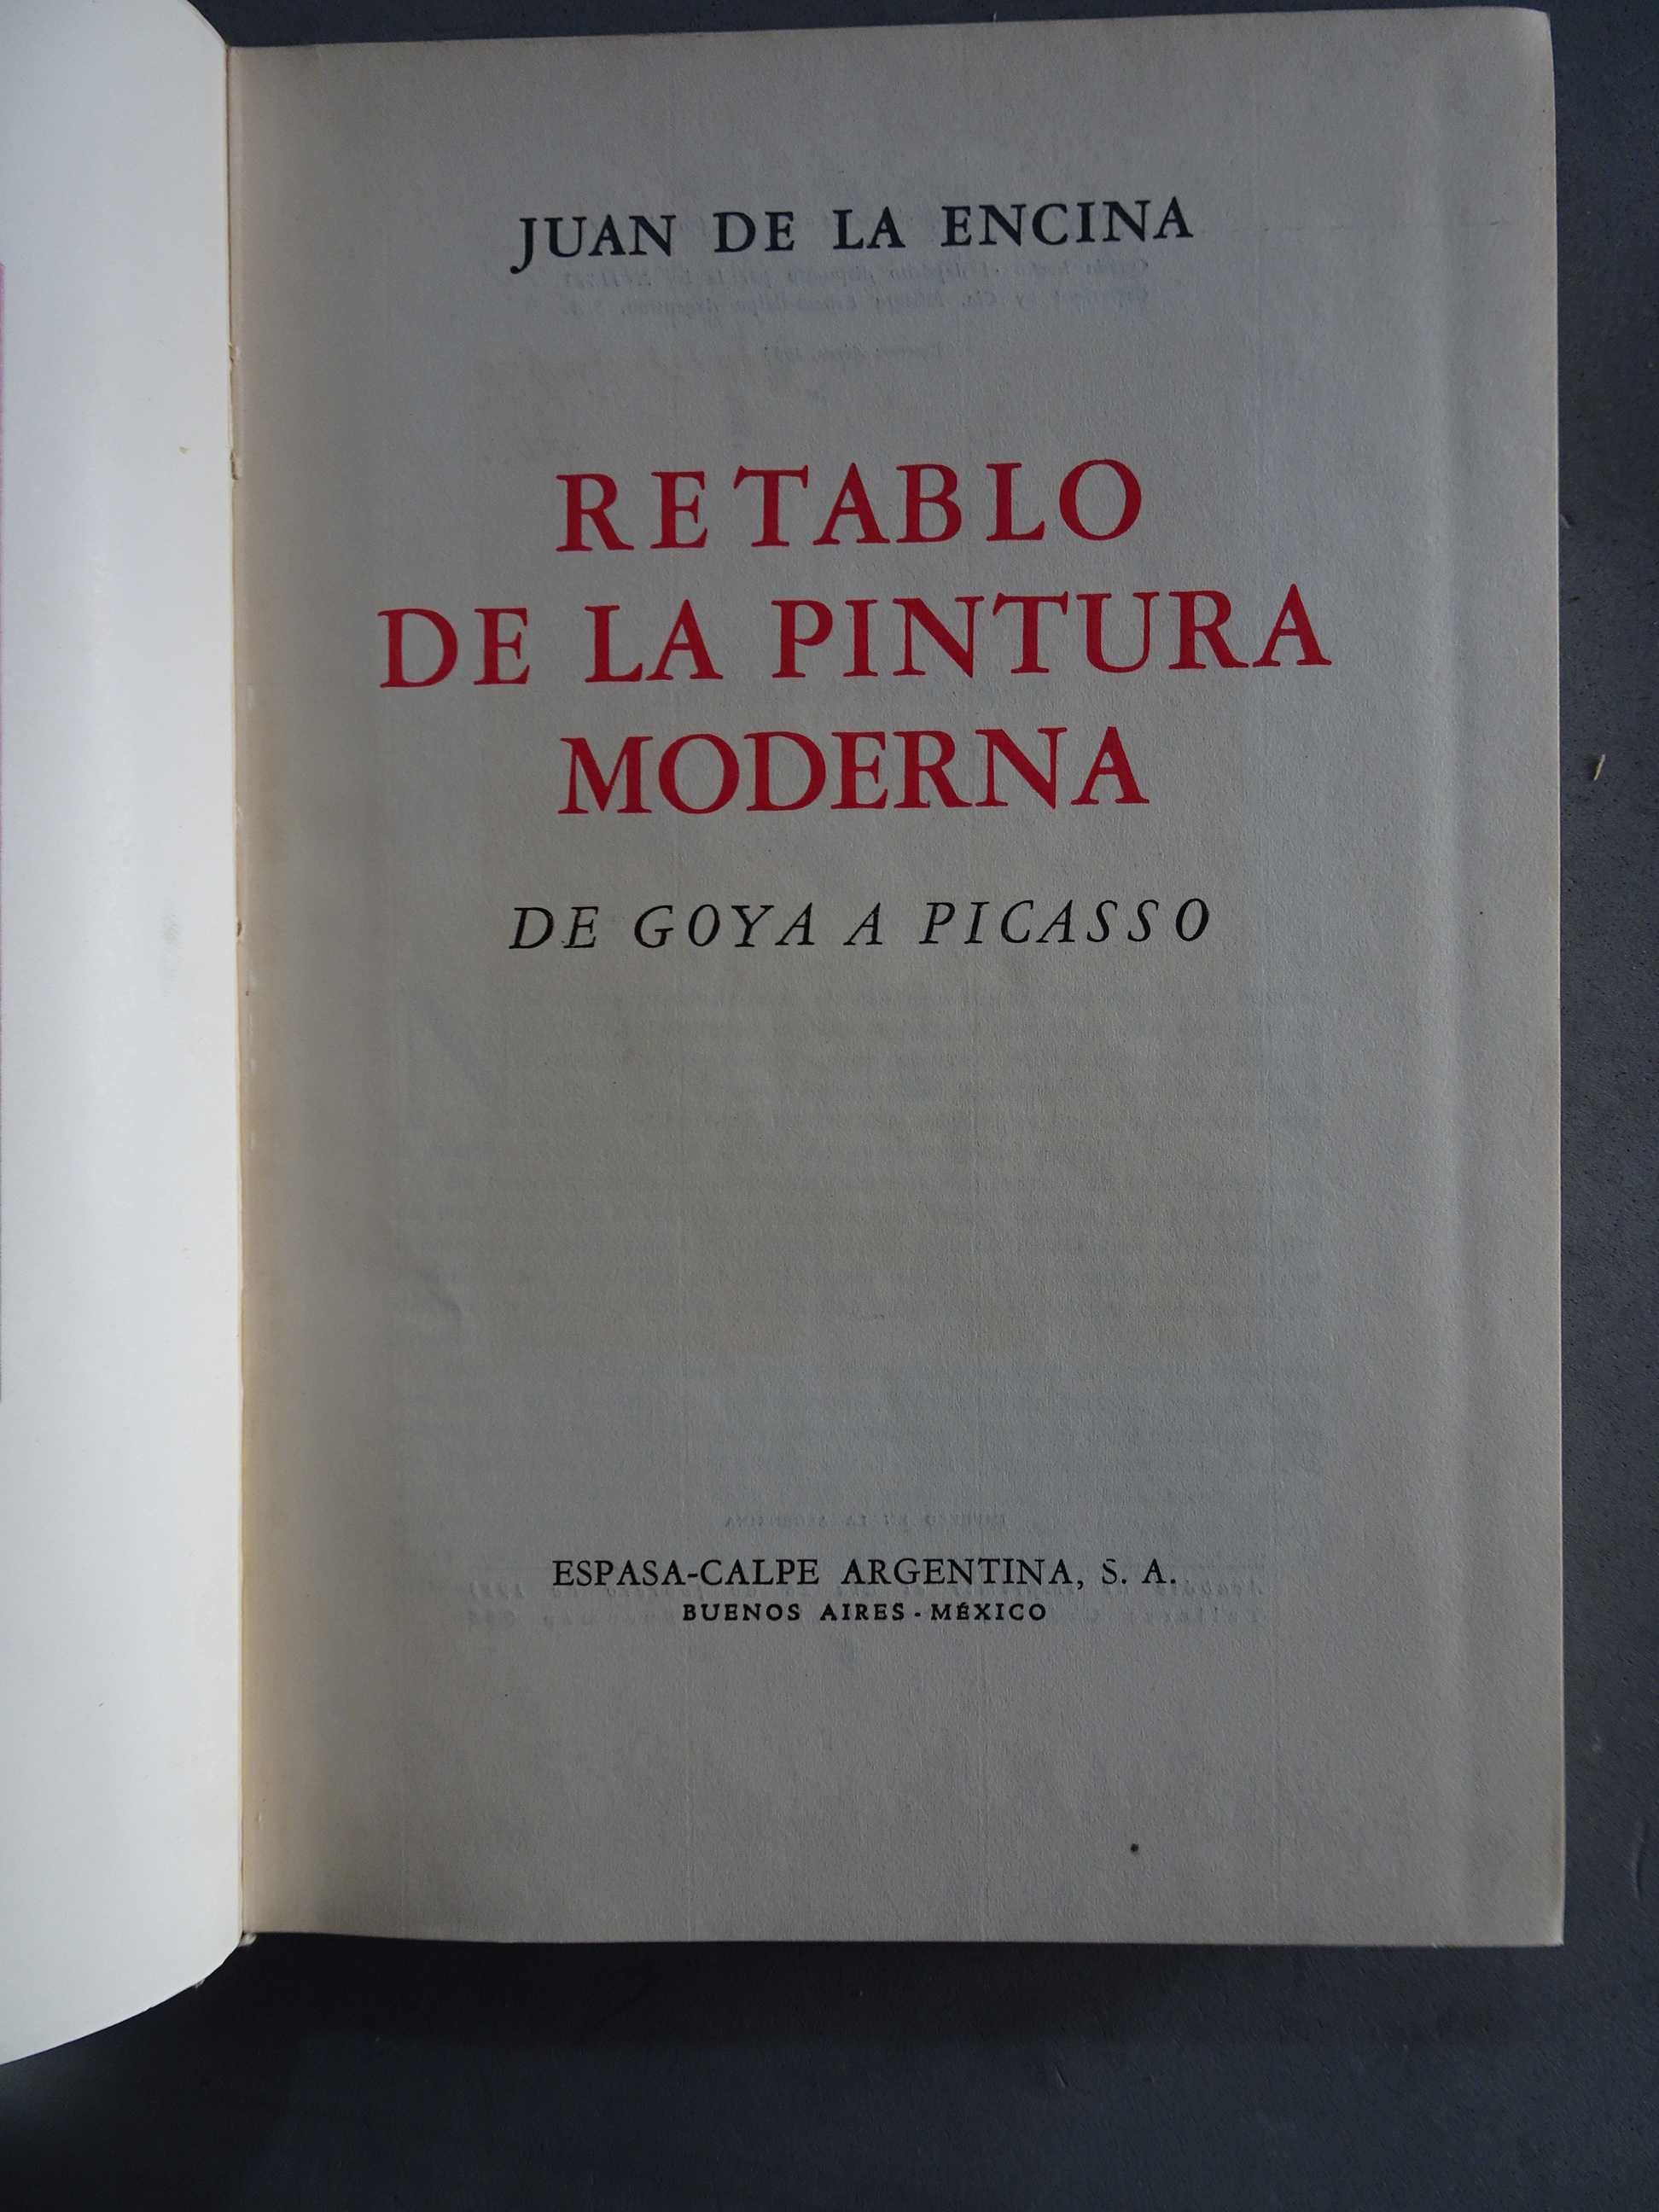 JUAN DE LA ENCINA
RETABLO
DE LA PINTURA
MODERNA
DE GOYA A PICASSO
ESPASA-CALPE ARGENTINA, S. A.
BUENOS AIRES - MÉXICO